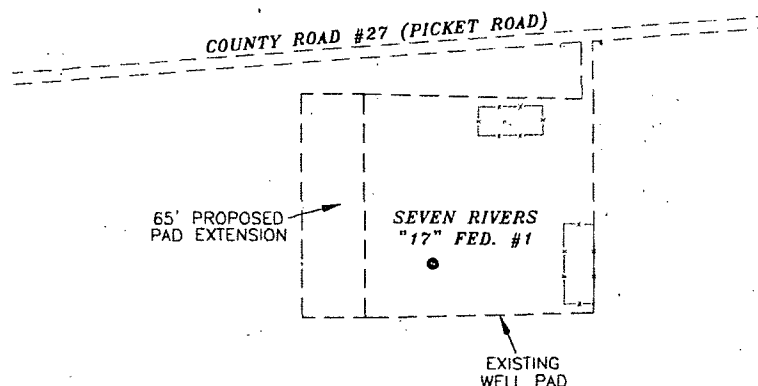 COUNTY ROAD #27 (PICKET ROAD)
65' PROPOSED
PAD EXTENSION
SEVEN RIVERS
"17" FED. #1
EXISTING
WELL PAD